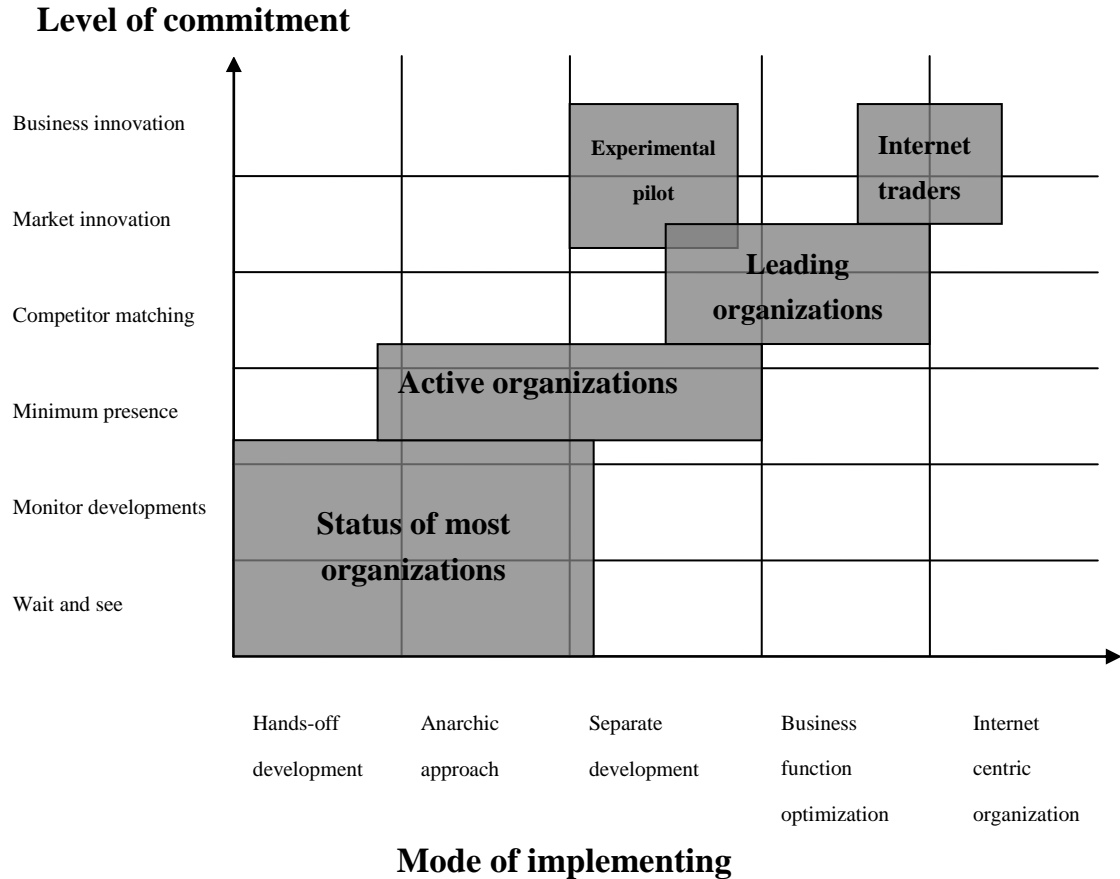 Level of commitment
Business innovation
Experimental
pilot
Internet
traders
Market innovation
Leading
organizations
Competitor matching
Active organizations
Minimum presence
Monitor developments
Status of most
organizations
Wait and see
Hands-off
development
Anarchic
approach
Separate
development
Business
function
optimization
Internet
centric
organization
Mode of implementing